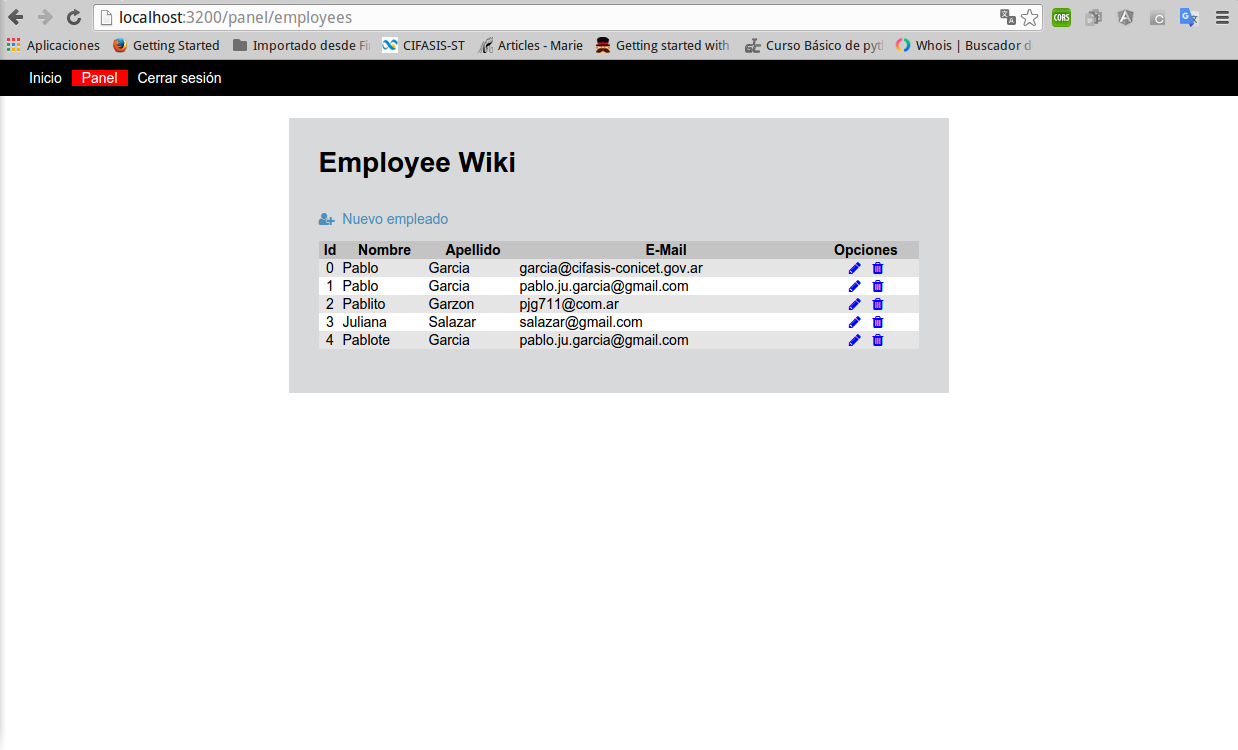 localhost:3200/panel/employees
Aplicaciones Getting Started Importado desde CIFASIS-ST Articles - Marie Getting started with Curso Básico de Whois | Buscador
Inicio Panel Cerrar sesión
Employee Wiki
Nuevo empleado
Id Nombre Apellido E-Mail Opciones
0 Pablo Garcia garcia@cifasis-conicet.gov.ar
1 Pablo Garcia pablo.ju.garcia@gmail.com
2 Pablito Garzon pjg711@com.ar
3 Juliana Salazar salazar@gmail.com
4 Pablote Garcia pablo.ju.garcia@gmail.com